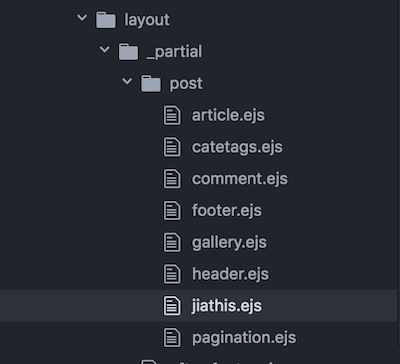 layout
_partial
post
article.ejs
catetags.ejs
comment.ejs
footer.ejs
gallery.ejs
header.ejs
jiathis.ejs
pagination.ejs